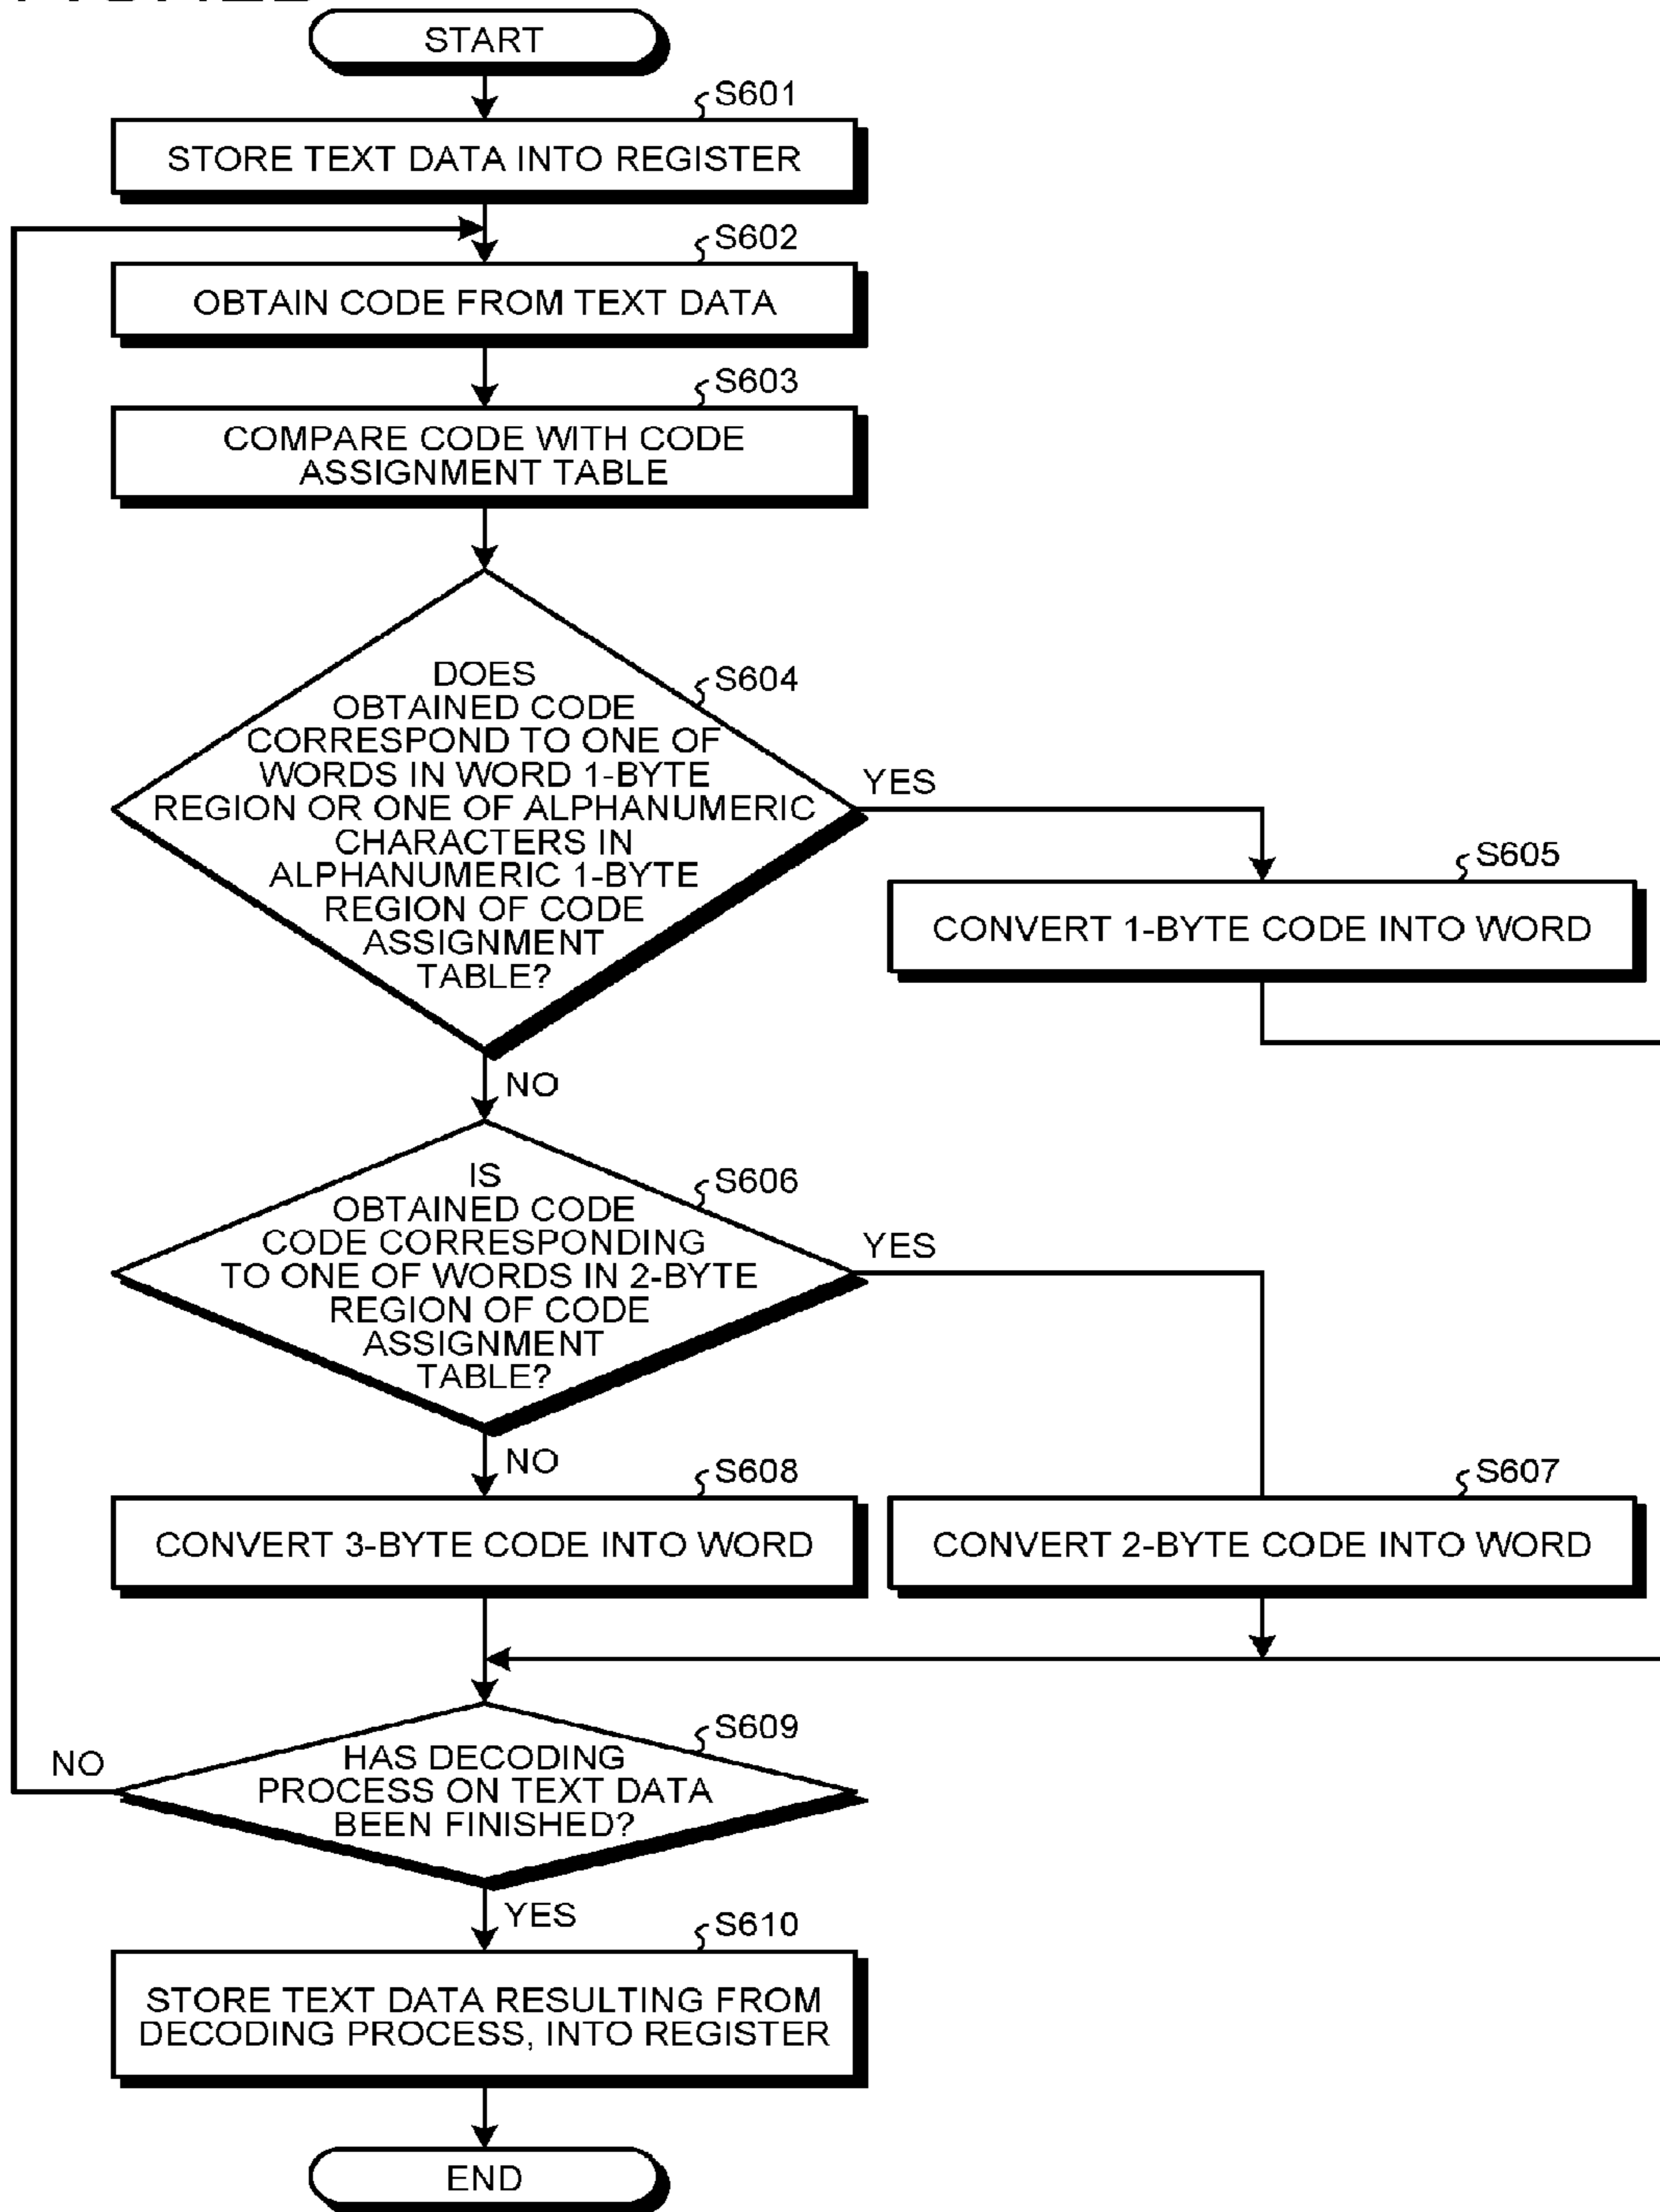 START
S601
STORE TEXT DATA INTO REGISTER
S602
OBTAIN CODE FROM TEXT DATA
S603
COMPARE CODE WITH CODE
ASSIGNMENT TABLE
S604
DOES
OBTAINED CODE
CORRESPOND TO ONE OF
WORDS IN WORD 1-BYTE
REGION OR ONE OF ALPHANUMERIC
CHARACTERS IN
ALPHANUMERIC 1-BYTE
REGION OF CODE
ASSIGNMENT
TABLE?
YES
S605
CONVERT 1-BYTE CODE INTO WORD
NO
S606
IS
OBTAINED CODE
CODE CORRESPONDING
TO ONE OF WORDS IN 2-BYTE
REGION OF CODE
ASSIGNMENT
TABLE?
YES
NO
S608
CONVERT 3-BYTE CODE INTO WORD
S607
CONVERT 2-BYTE CODE INTO WORD
S609
HAS DECODING
PROCESS ON TEXT DATA
BEEN FINISHED?
NO
YES
S610
STORE TEXT DATA RESULTING FROM
DECODING PROCESS, INTO REGISTER
END